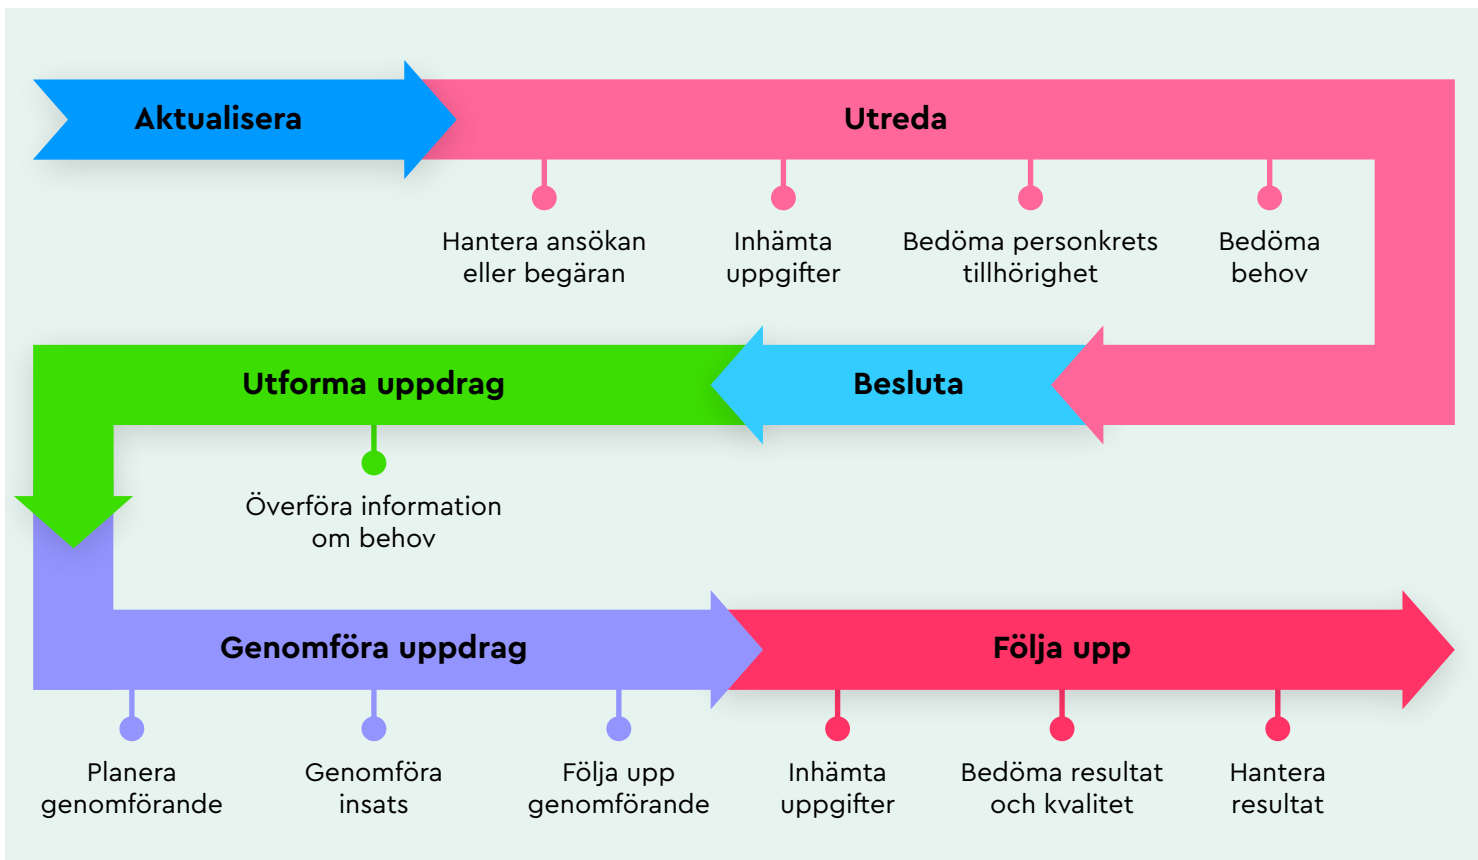 Aktualisera
Utreda
Hantera ansökan
eller begäran
Inhämta
uppgifter
Bedöma personkrets
tillhörighet
Bedöma
behov
Utforma uppdrag
Besluta
Överföra information
om behov
Genomföra uppdrag
Följa upp
Planera
genomförande
Genomföra
insats
Följa upp
genomförande
Inhämta
uppgifter
Bedöma resultat
och kvalitet
Hantera
resultat